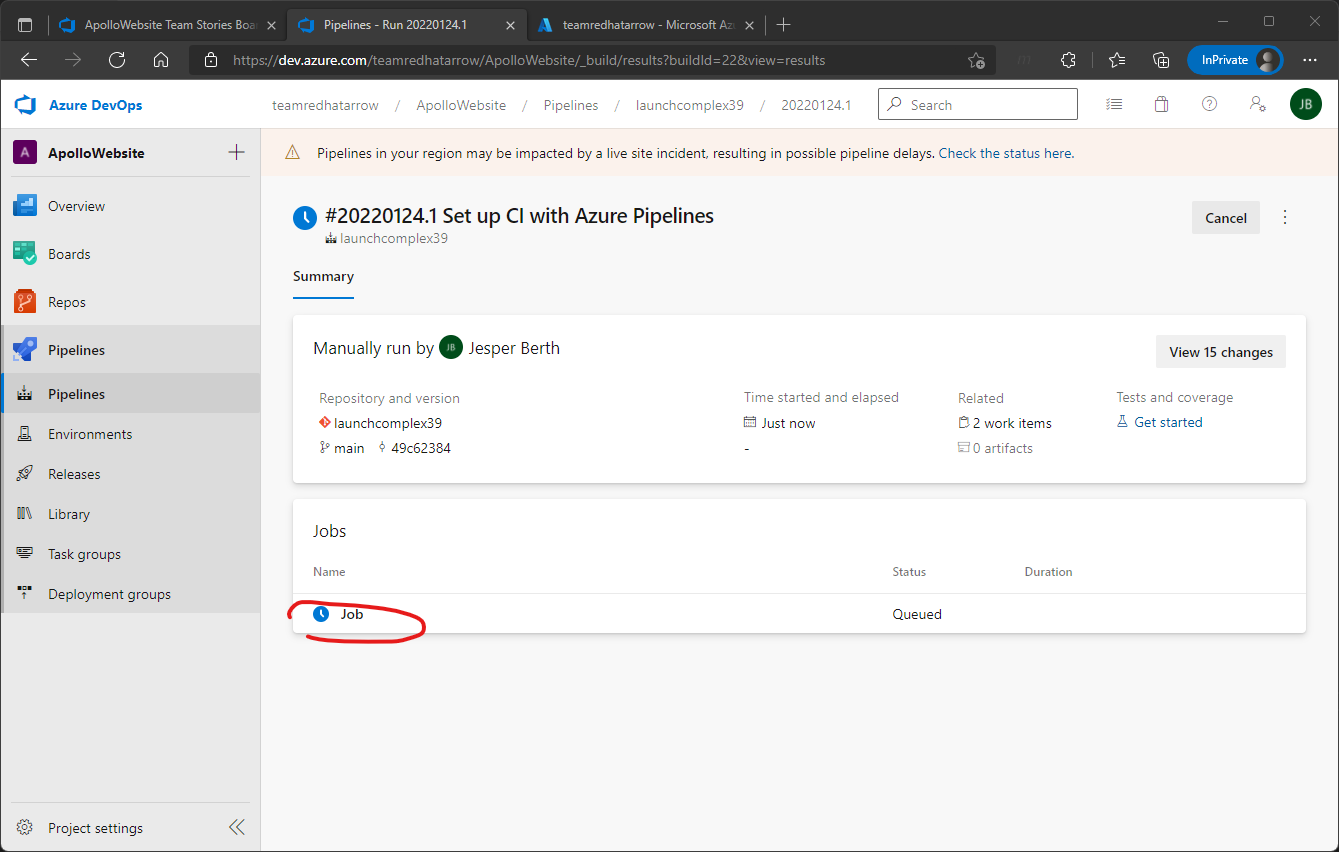 ApolloWebsite Team Stories Boa
Pipelines - Run 20220124.1
teamredhatarrow - Microsoft Az
https://dev.azure.com/teamredhatarrow/ApolloWebsite/_build/results?buildId=22&view=results
InPrivate
Azure DevOps
teamredhatarrow / ApolloWebsite / Pipelines / launchcomplex39 / 20220124.1
Search
JB
A ApolloWebsite
Pipelines in your region may be impacted by a live site incident, resulting in possible pipeline delays. Check the status here.
Overview
Boards
Repos
Pipelines
Pipelines
Environments
Releases
Library
Task groups
Deployment groups
Project settings
#20220124.1 Set up CI with Azure Pipelines
launchcomplex39
Cancel
Summary
Manually run by JB Jesper Berth
View 15 changes
Repository and version
launchcomplex39
main 49c62384
Time started and elapsed
Just now
-
Related
2 work items
0 artifacts
Tests and coverage
Get started
Jobs
Name Status Duration
Job Queued